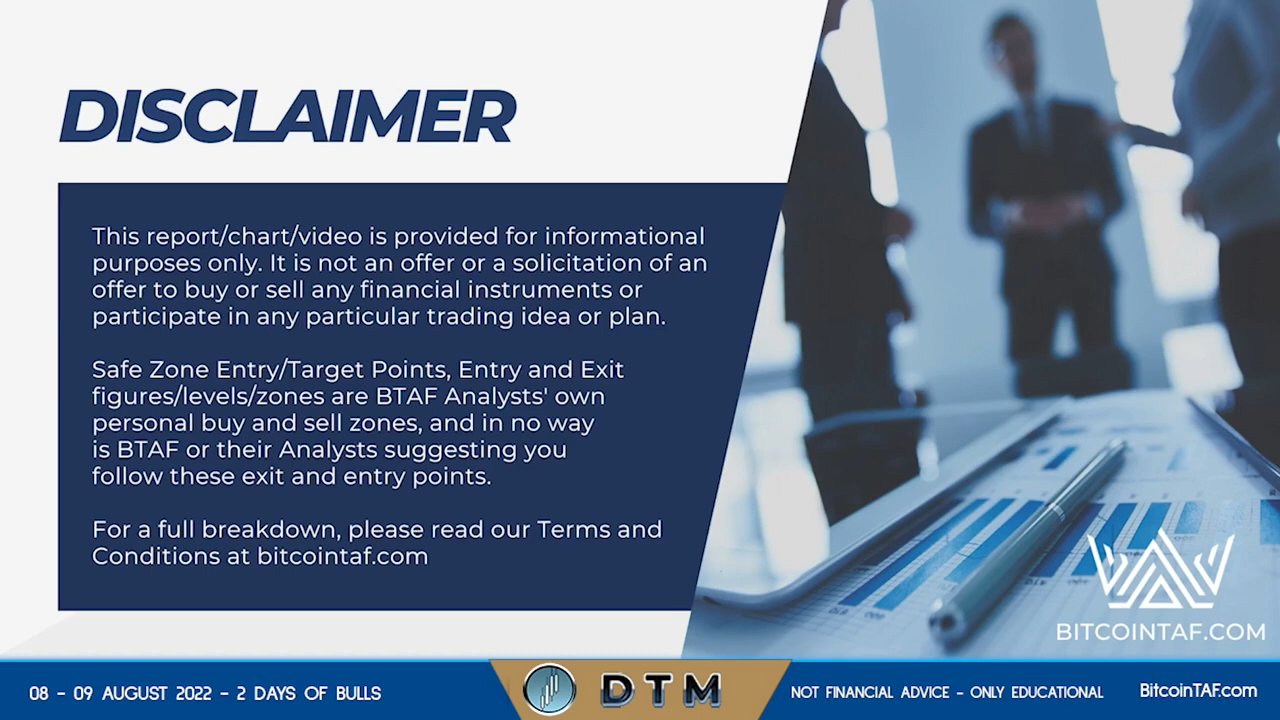 DISCLAIMER
This report/chart/video is provided for informational
purposes only. It is not an offer or a solicitation of an
offer to buy or sell any financial instruments or
participate in any particular trading idea or plan.
Safe Zone Entry/Target Points, Entry and Exit
figures/levels/zones are BTAF Analysts' own
personal buy and sell zones, and in no way
is BTAF or their Analysts suggesting you
follow these exit and entry points.
For a full breakdown, please read our Terms and
Conditions at bitcointaf.com
BITCOINTAF.COM
08 - 09 AUGUST 2022 - 2 DAYS OF BULLS
DTM
NOT FINANCIAL ADVICE - ONLY EDUCATIONAL
BitcoinTAF.com